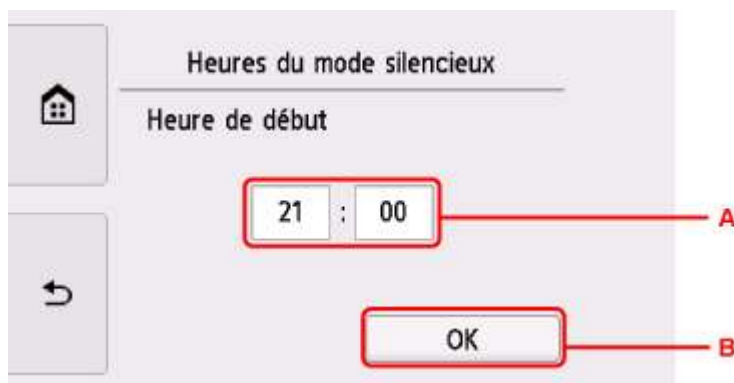 Heures du mode silencieux
Heure de début
21 : 00
A
OK
B